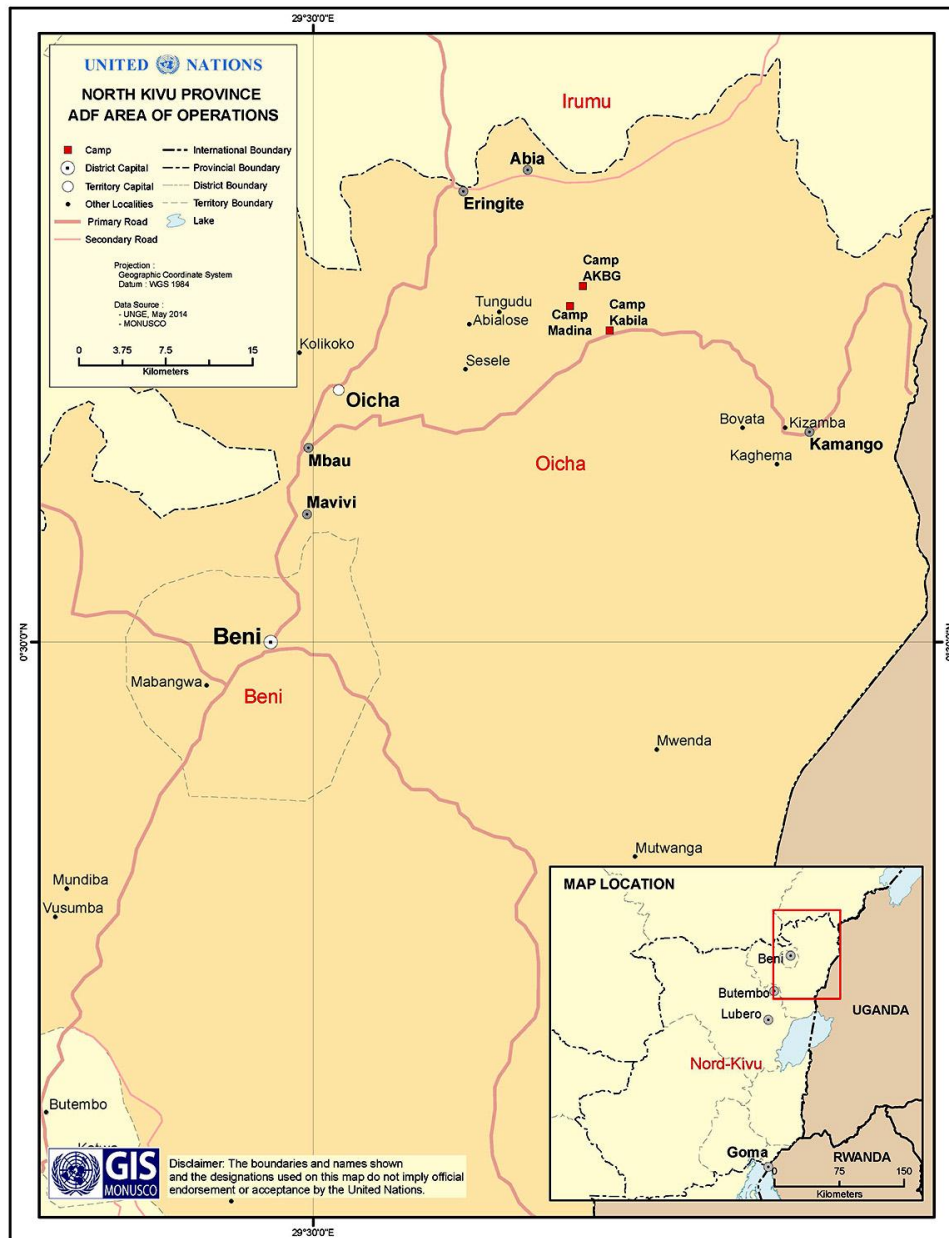 29°30'0"E
UNITED NATIONS
NORTH KIVU PROVINCE
ADF AREA OF OPERATIONS
Camp
District Capital
Territory Capital
Other Localities
Primary Road
Secondary Road
International Boundary
Provincial Boundary
District Boundary
Territory Boundary
Lake
Projection :
Geographic Coordinate System
Datum : WGS 1984
Data Source :
- UNGE, May 2014
- MONUSCO
0 3.75 7.5 15
Kilometers
Irumu
Abia
Eringite
Camp
AKBG
Camp
Madina
Camp
Kabila
Tungudu
Abialose
Kolikoko
Sesele
Oicha
Bovata
Kizamba
Kamango
Kaghema
Mbau
Oicha
Mavivi
0°30'0"N
0°30'0"N
Beni
Mabangwa
Beni
Mwenda
Mutwanga
Mundiba
Vusumba
Butembo
MAP LOCATION
Beni
Butembo
Lubero
UGANDA
Nord-Kivu
Goma
RWANDA
0 75 150
Kilometers
GIS
MONUSCO
Disclaimer: The boundaries and names shown
and the designations used on this map do not imply official
endorsement or acceptance by the United Nations.
29°30'0"E